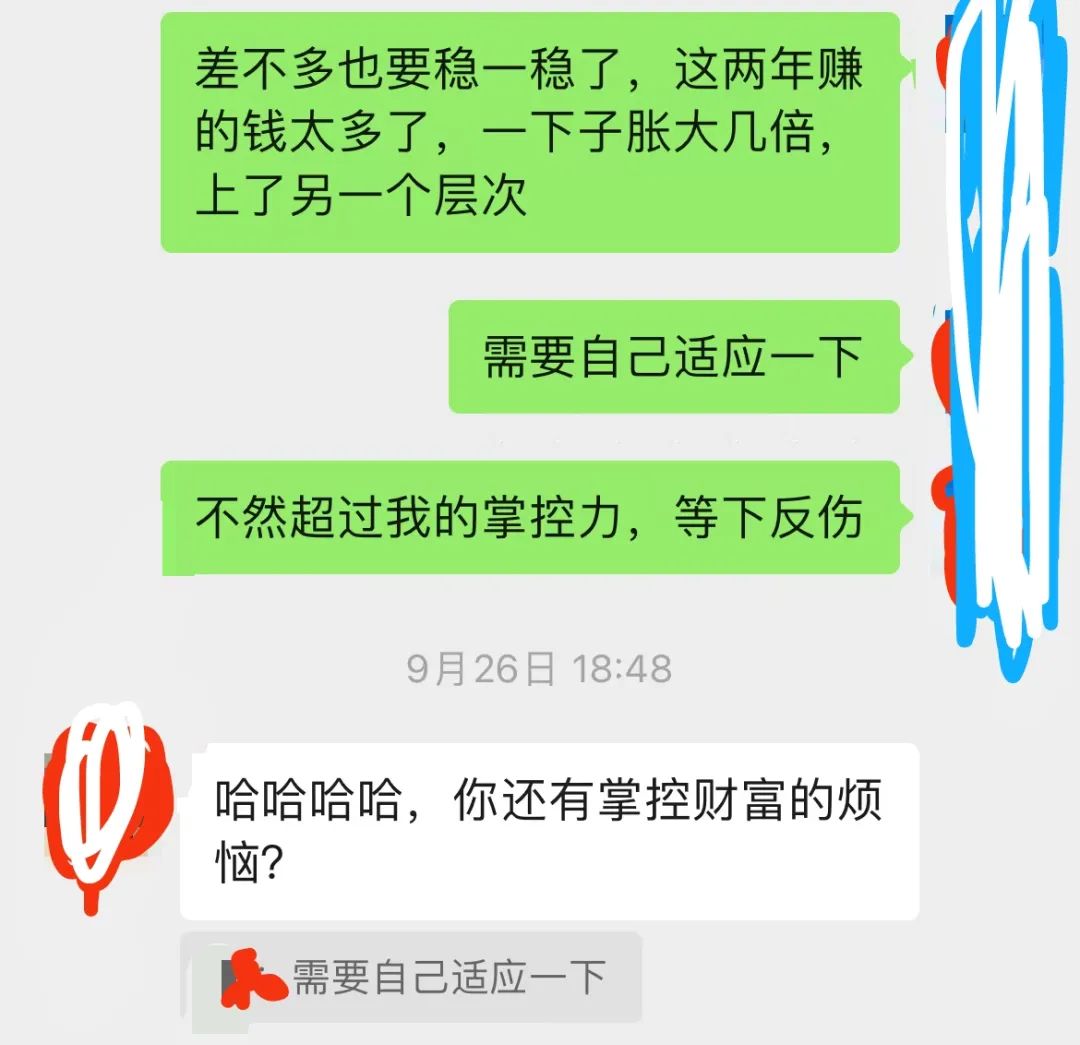 差不多也要稳一稳了，这两年赚
的钱太多了，一下子胀大几倍，
上了另一个层次
需要自己适应一下
不然超过我的掌控力，等下反伤
9月26日 18:48
哈哈哈哈，你还有掌控财富的烦
恼？
需要自己适应一下